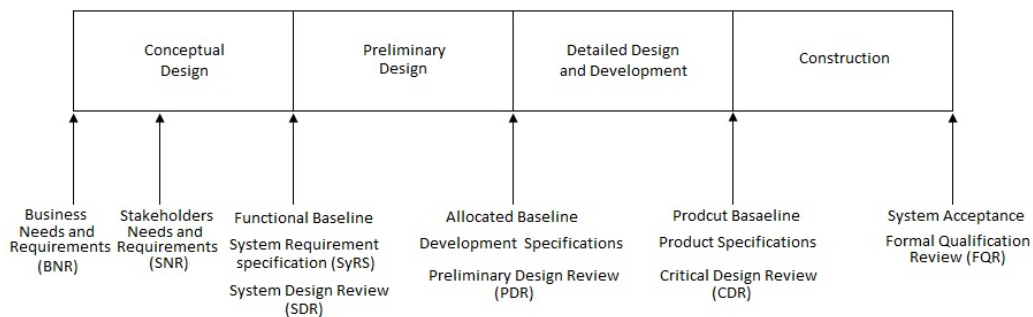 Conceptual
Design
Preliminary
Design
Detailed Design
and Development
Construction
Business
Needs and
Requirements
(BNR)
Stakeholders
Needs and
Requirements
(SNR)
Functional Baseline
System Requirement
specification (SyRS)
System Design Review
(SDR)
Allocated Baseline
Development Specifications
Preliminary Design Review
(PDR)
Prodcut Basaeline
Product Specifications
Critical Design Review
(CDR)
System Acceptance
Formal Qualification
Review (FQR)